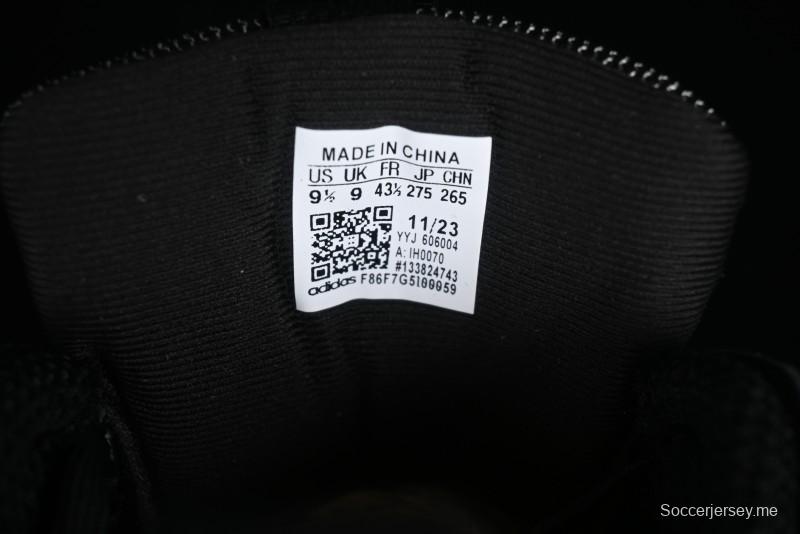 MADE IN CHINA
US UK FR JP CHN
9½ 9 43⅓ 275 265
11/23
YYJ 606004
A: IH0070
#133824743
adidas F86F7G5I00059
Soccerjersey.me